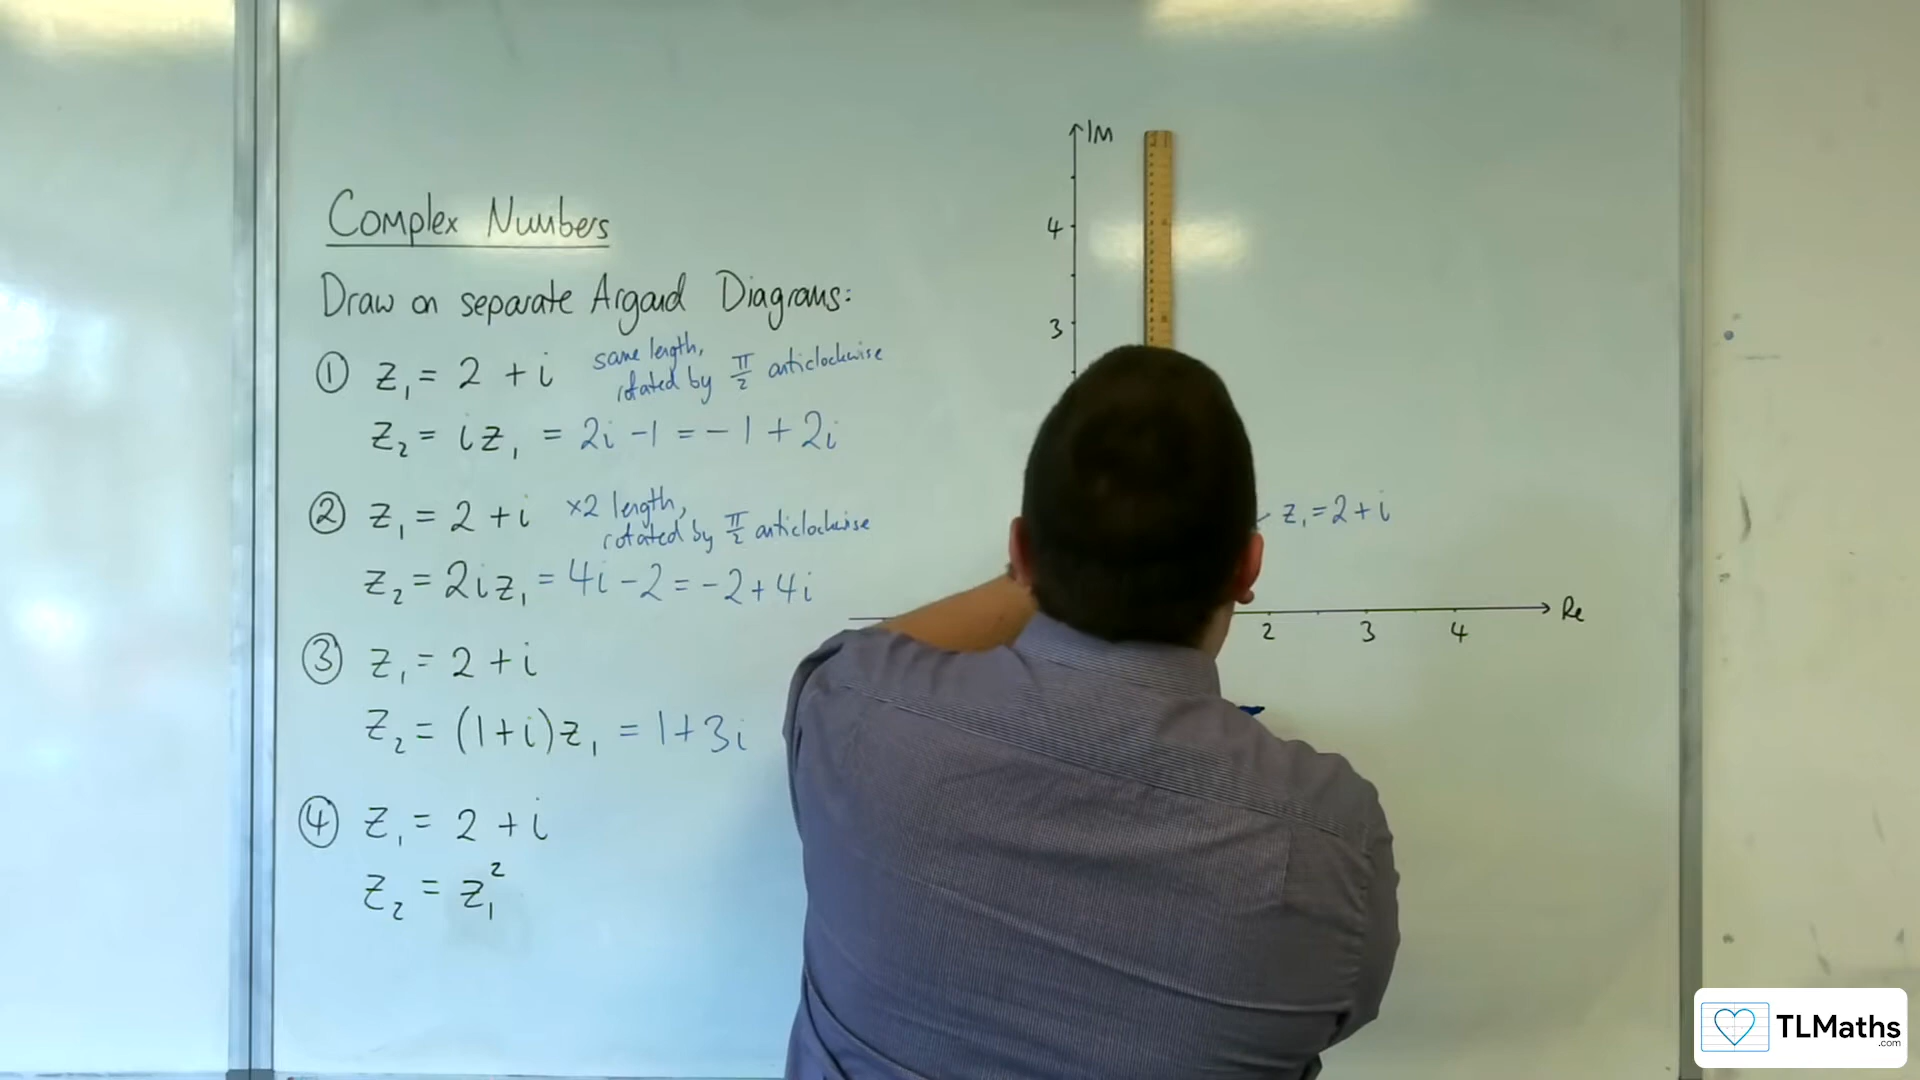 Complex Numbers
Draw on separate Argand Diagrams:
① z₁ = 2 + i
same length,
rotated by π/2 anticlockwise
z₂ = iz₁ = 2i - 1 = -1 + 2i
② z₁ = 2 + i
×2 length,
rotated by π/2 anticlockwise
z₂ = 2iz₁ = 4i - 2 = -2 + 4i
③ z₁ = 2 + i
z₂ = (1+i)z₁ = 1 + 3i
④ z₁ = 2 + i
z₂ = z₁²
Im
4
3
z₁ = 2 + i
Re
2 3 4
TLMaths
.com